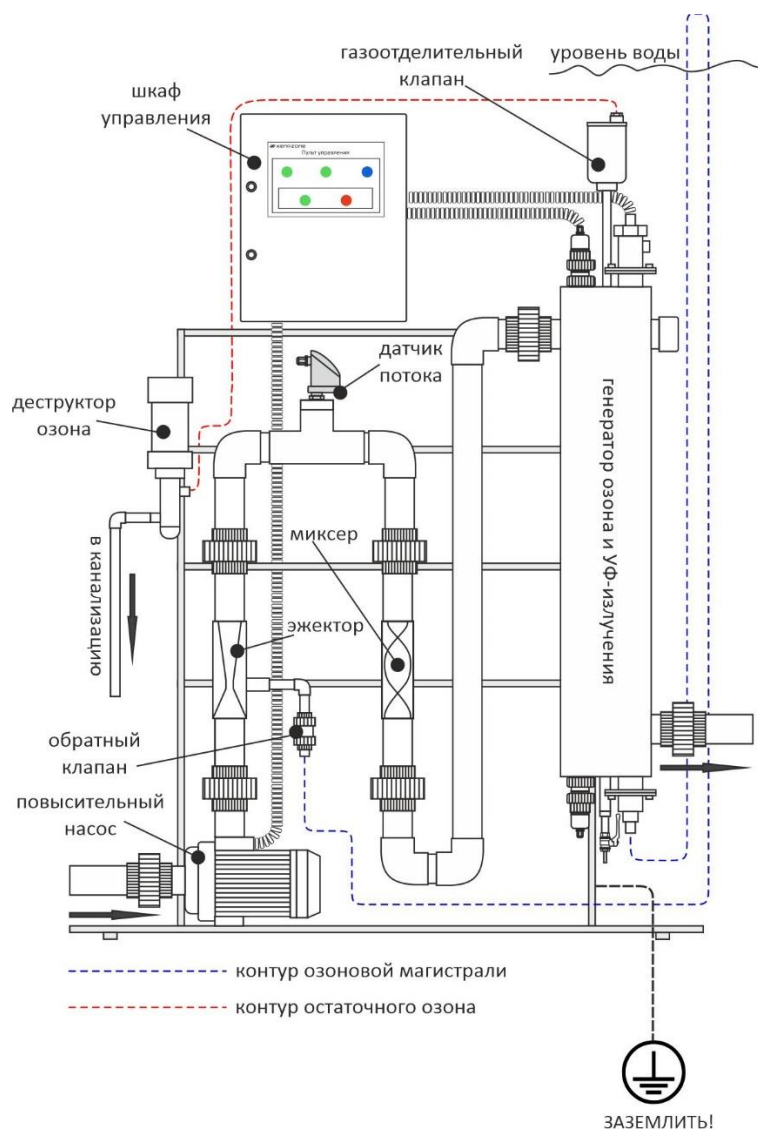 газоотделительный
клапан
уровень воды
шкаф
управления
xenozone
Пульт управления
датчик
потока
деструктор
озона
генератор озона и УФ-излучения
миксер
в канализацию
эжектор
обратный
клапан
повысительный
насос
контур озоновой магистрали
контур остаточного озона
ЗАЗЕМЛИТЬ!